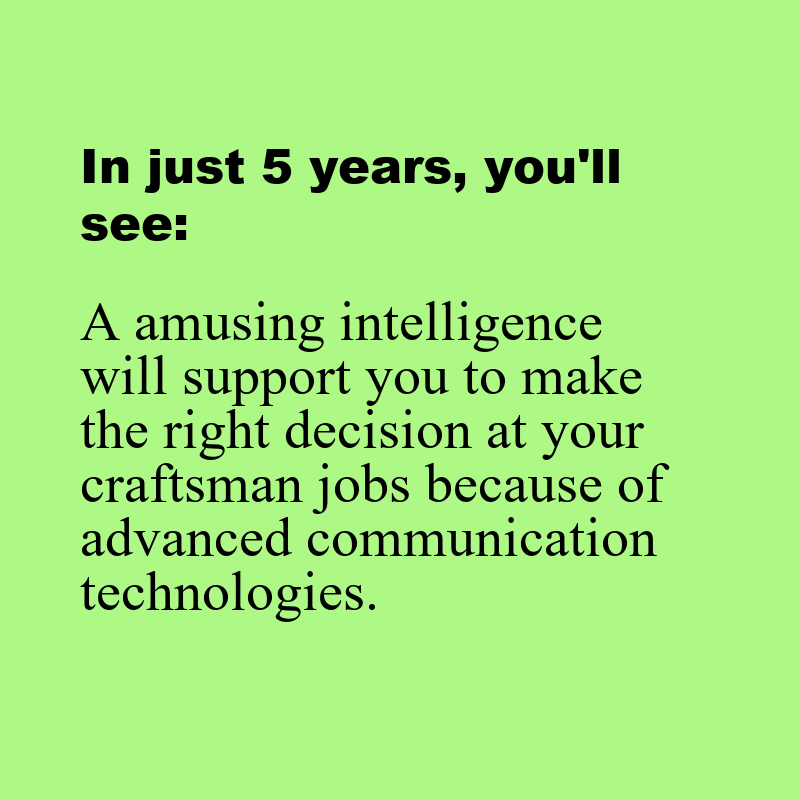 In just 5 years, you'll
see:
A amusing intelligence
will support you to make
the right decision at your
craftsman jobs because of
advanced communication
technologies.